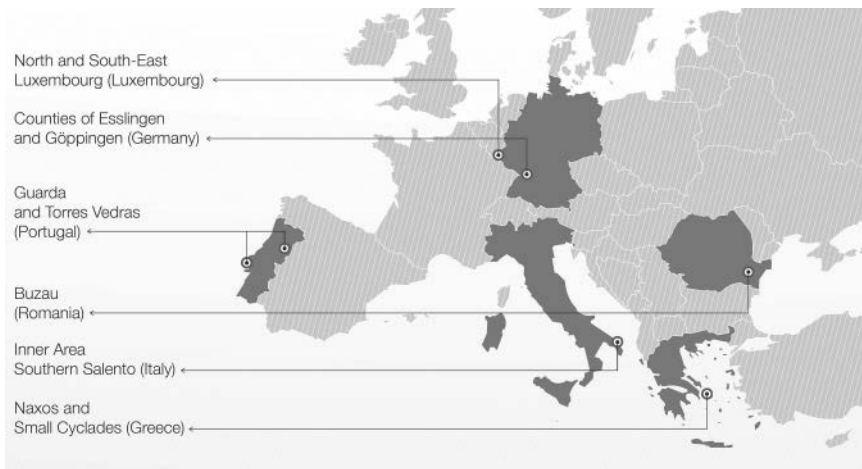 North and South-East
Luxembourg (Luxembourg)
Counties of Esslingen
and Göppingen (Germany)
Guarda
and Torres Vedras
(Portugal)
Buzau
(Romania)
Inner Area
Southern Salento (Italy)
Naxos and
Small Cyclades (Greece)